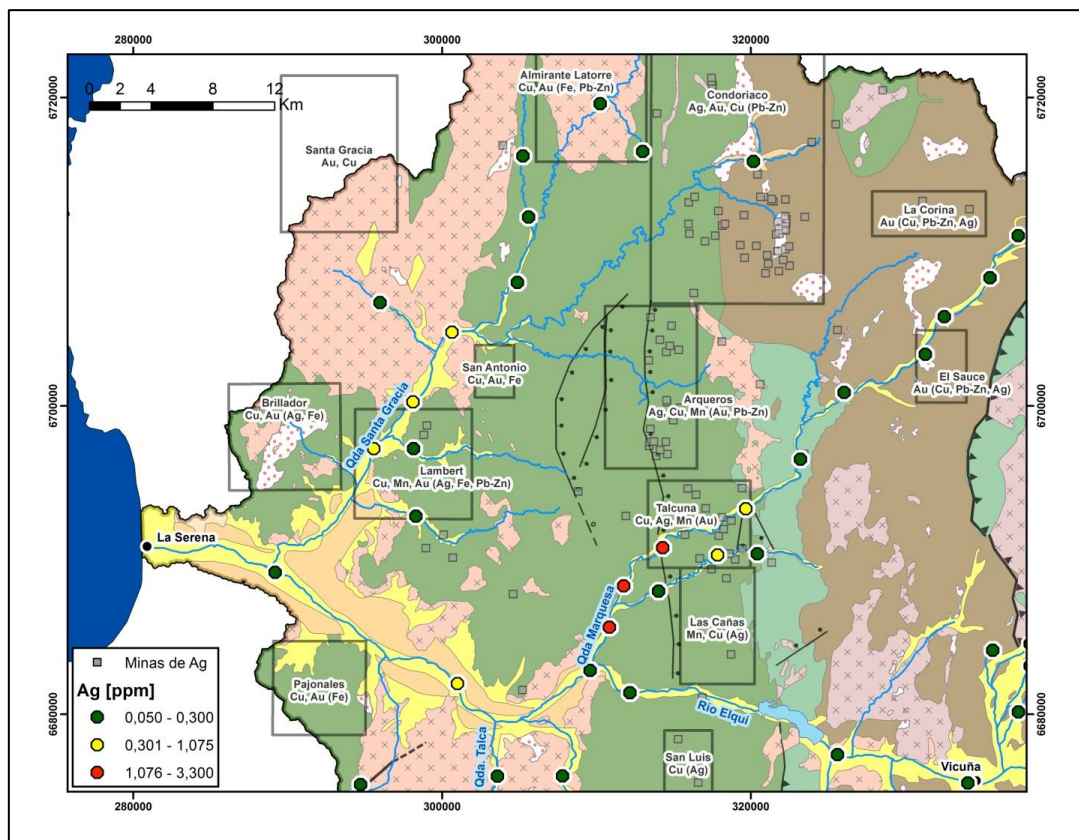 280000
300000
320000
6720000
6720000
0 2 4 8 12
Km
Almirante Latorre
Cu, Au (Fe, Pb-Zn)
Condoriaco
Ag, Au, Cu (Pb-Zn)
Santa Gracia
Au, Cu
La Corina
Au (Cu, Pb-Zn, Ag)
San Antonio
Cu, Au, Fe
El Sauce
Au (Cu, Pb-Zn, Ag)
6700000
6700000
Brillador
Cu, Au (Ag, Fe)
Qda Santa Gracia
Arqueros
Ag, Cu, Mn (Au, Pb-Zn)
Lambert
Cu, Mn, Au (Ag, Fe, Pb-Zn)
Talcuna
Cu, Ag, Mn (Au)
La Serena
Qda Marquesa
Las Cañas
Mn, Cu (Ag)
Pajonales
Cu, Au (Fe)
6680000
6680000
Río Elqui
Qda. Talca
San Luis
Cu (Ag)
Vicuña
Minas de Ag
Ag [ppm]
0,050 - 0,300
0,301 - 1,075
1,076 - 3,300
280000
300000
320000